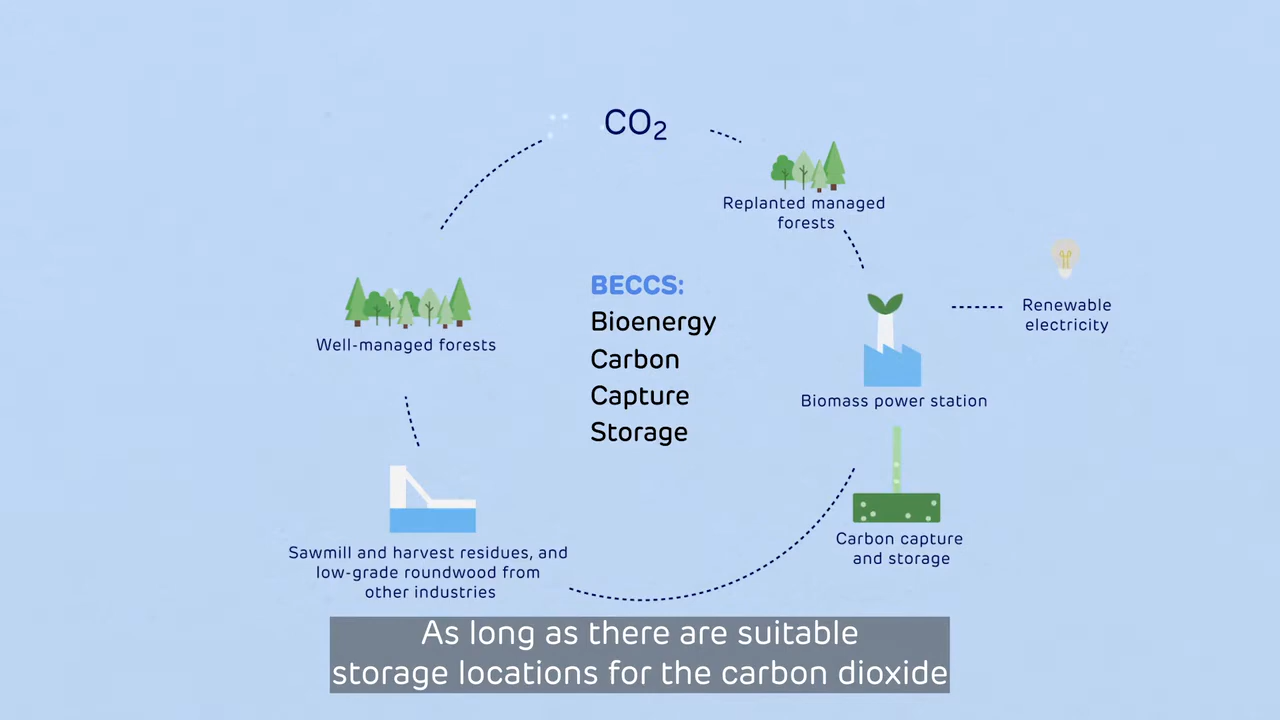 CO₂
Replanted managed
forests
Renewable
electricity
BECCS:
Bioenergy
Carbon
Capture
Storage
Well-managed forests
Biomass power station
Carbon capture
and storage
Sawmill and harvest residues, and
low-grade roundwood from
other industries
As long as there are suitable
storage locations for the carbon dioxide